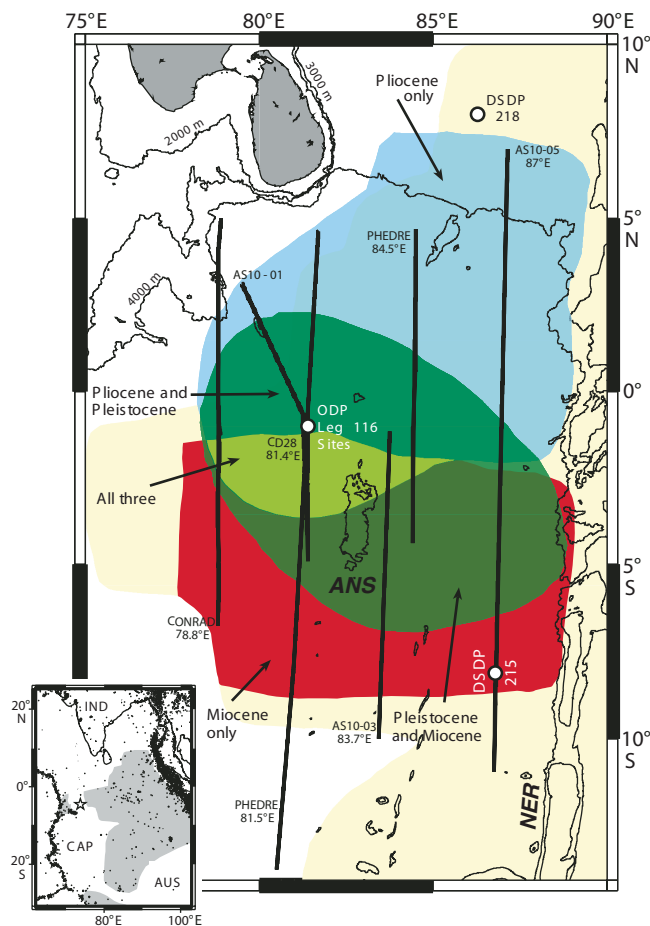 75°E
80°E
85°E
90°E
10°
N
3000 m
2000 m
Pliocene
only
DSDP
218
AS10-05
87°E
5°
N
PHEDRE
84.5°E
AS10 - 01
4000 m
0°
Pliocene and
Pleistocene
ODP
Leg 116
Sites
CD28
81.4°E
All three
5°
S
ANS
CONRAD
78.8°E
DSDP
215
Miocene
only
AS10-03
83.7°E
Pleistocene
and Miocene
10°
S
PHEDRE
81.5°E
NER
20°
N
IND
0°
CAP
20°
S
AUS
80°E
100°E